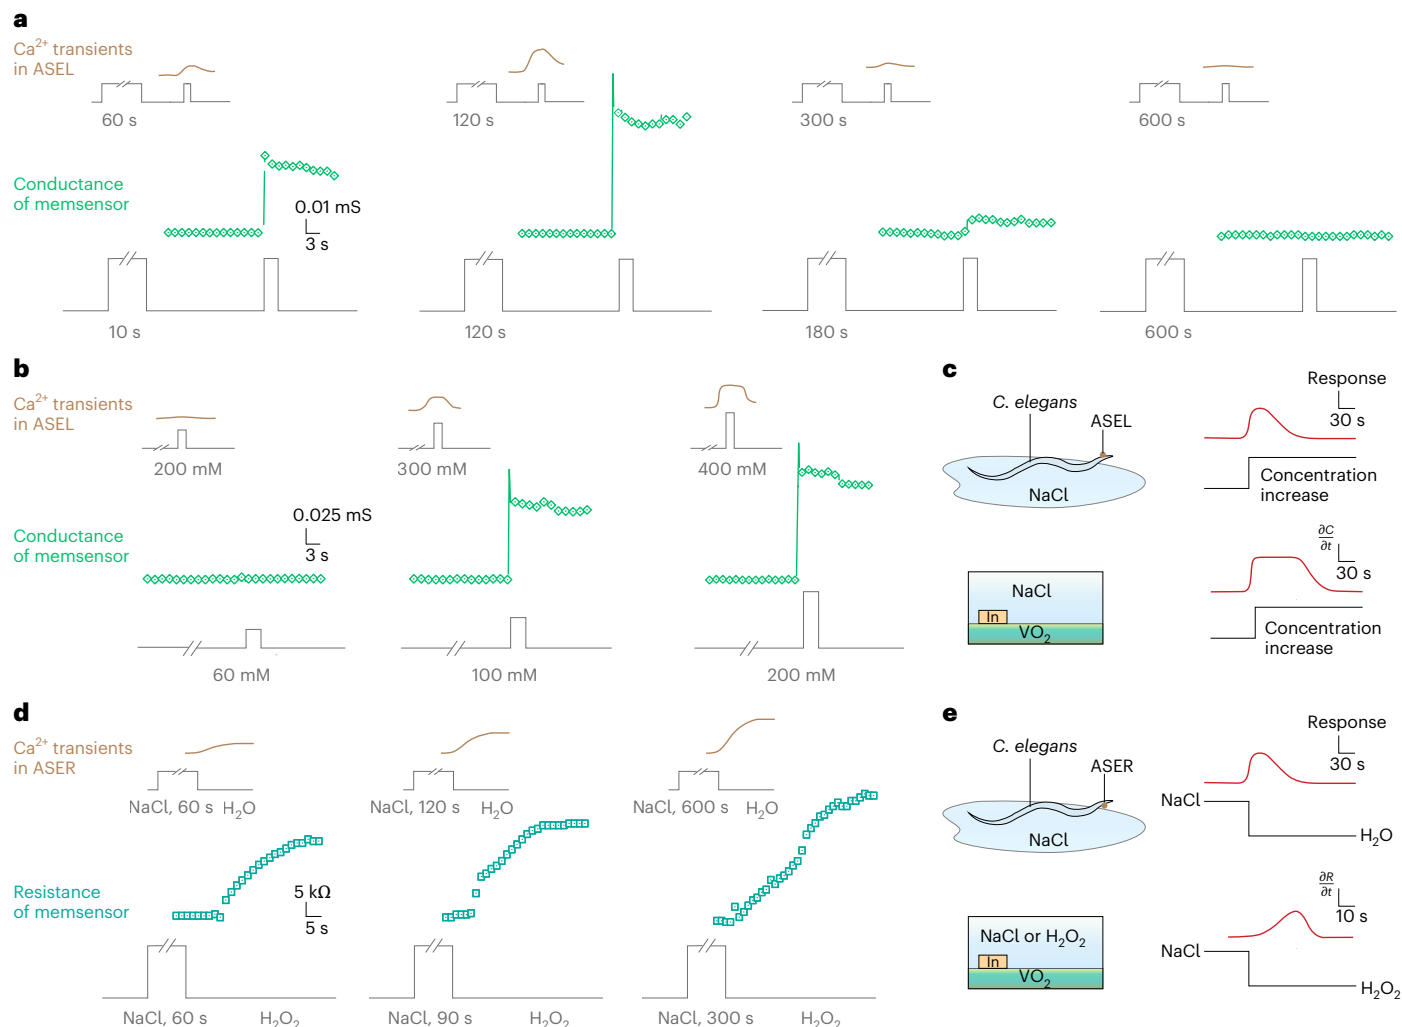 a
Ca2+ transients
in ASEL
60 s
120 s
300 s
600 s
Conductance
of memsensor
0.01 mS
3 s
10 s
120 s
180 s
600 s
b
Ca2+ transients
in ASEL
200 mM
300 mM
400 mM
Conductance
of memsensor
0.025 mS
3 s
60 mM
100 mM
200 mM
c
C. elegans
ASEL
NaCl
Response
30 s
Concentration
increase
NaCl
In
VO2
∂C
∂t
30 s
Concentration
increase
d
Ca2+ transients
in ASER
NaCl, 60 s H2O
NaCl, 120 s H2O
NaCl, 600 s H2O
Resistance
of memsensor
5 kΩ
5 s
NaCl, 60 s H2O2
NaCl, 90 s H2O2
NaCl, 300 s H2O2
e
C. elegans
ASER
NaCl
Response
30 s
NaCl
H2O
NaCl or H2O2
In
VO2
∂R
∂t
10 s
NaCl
H2O2